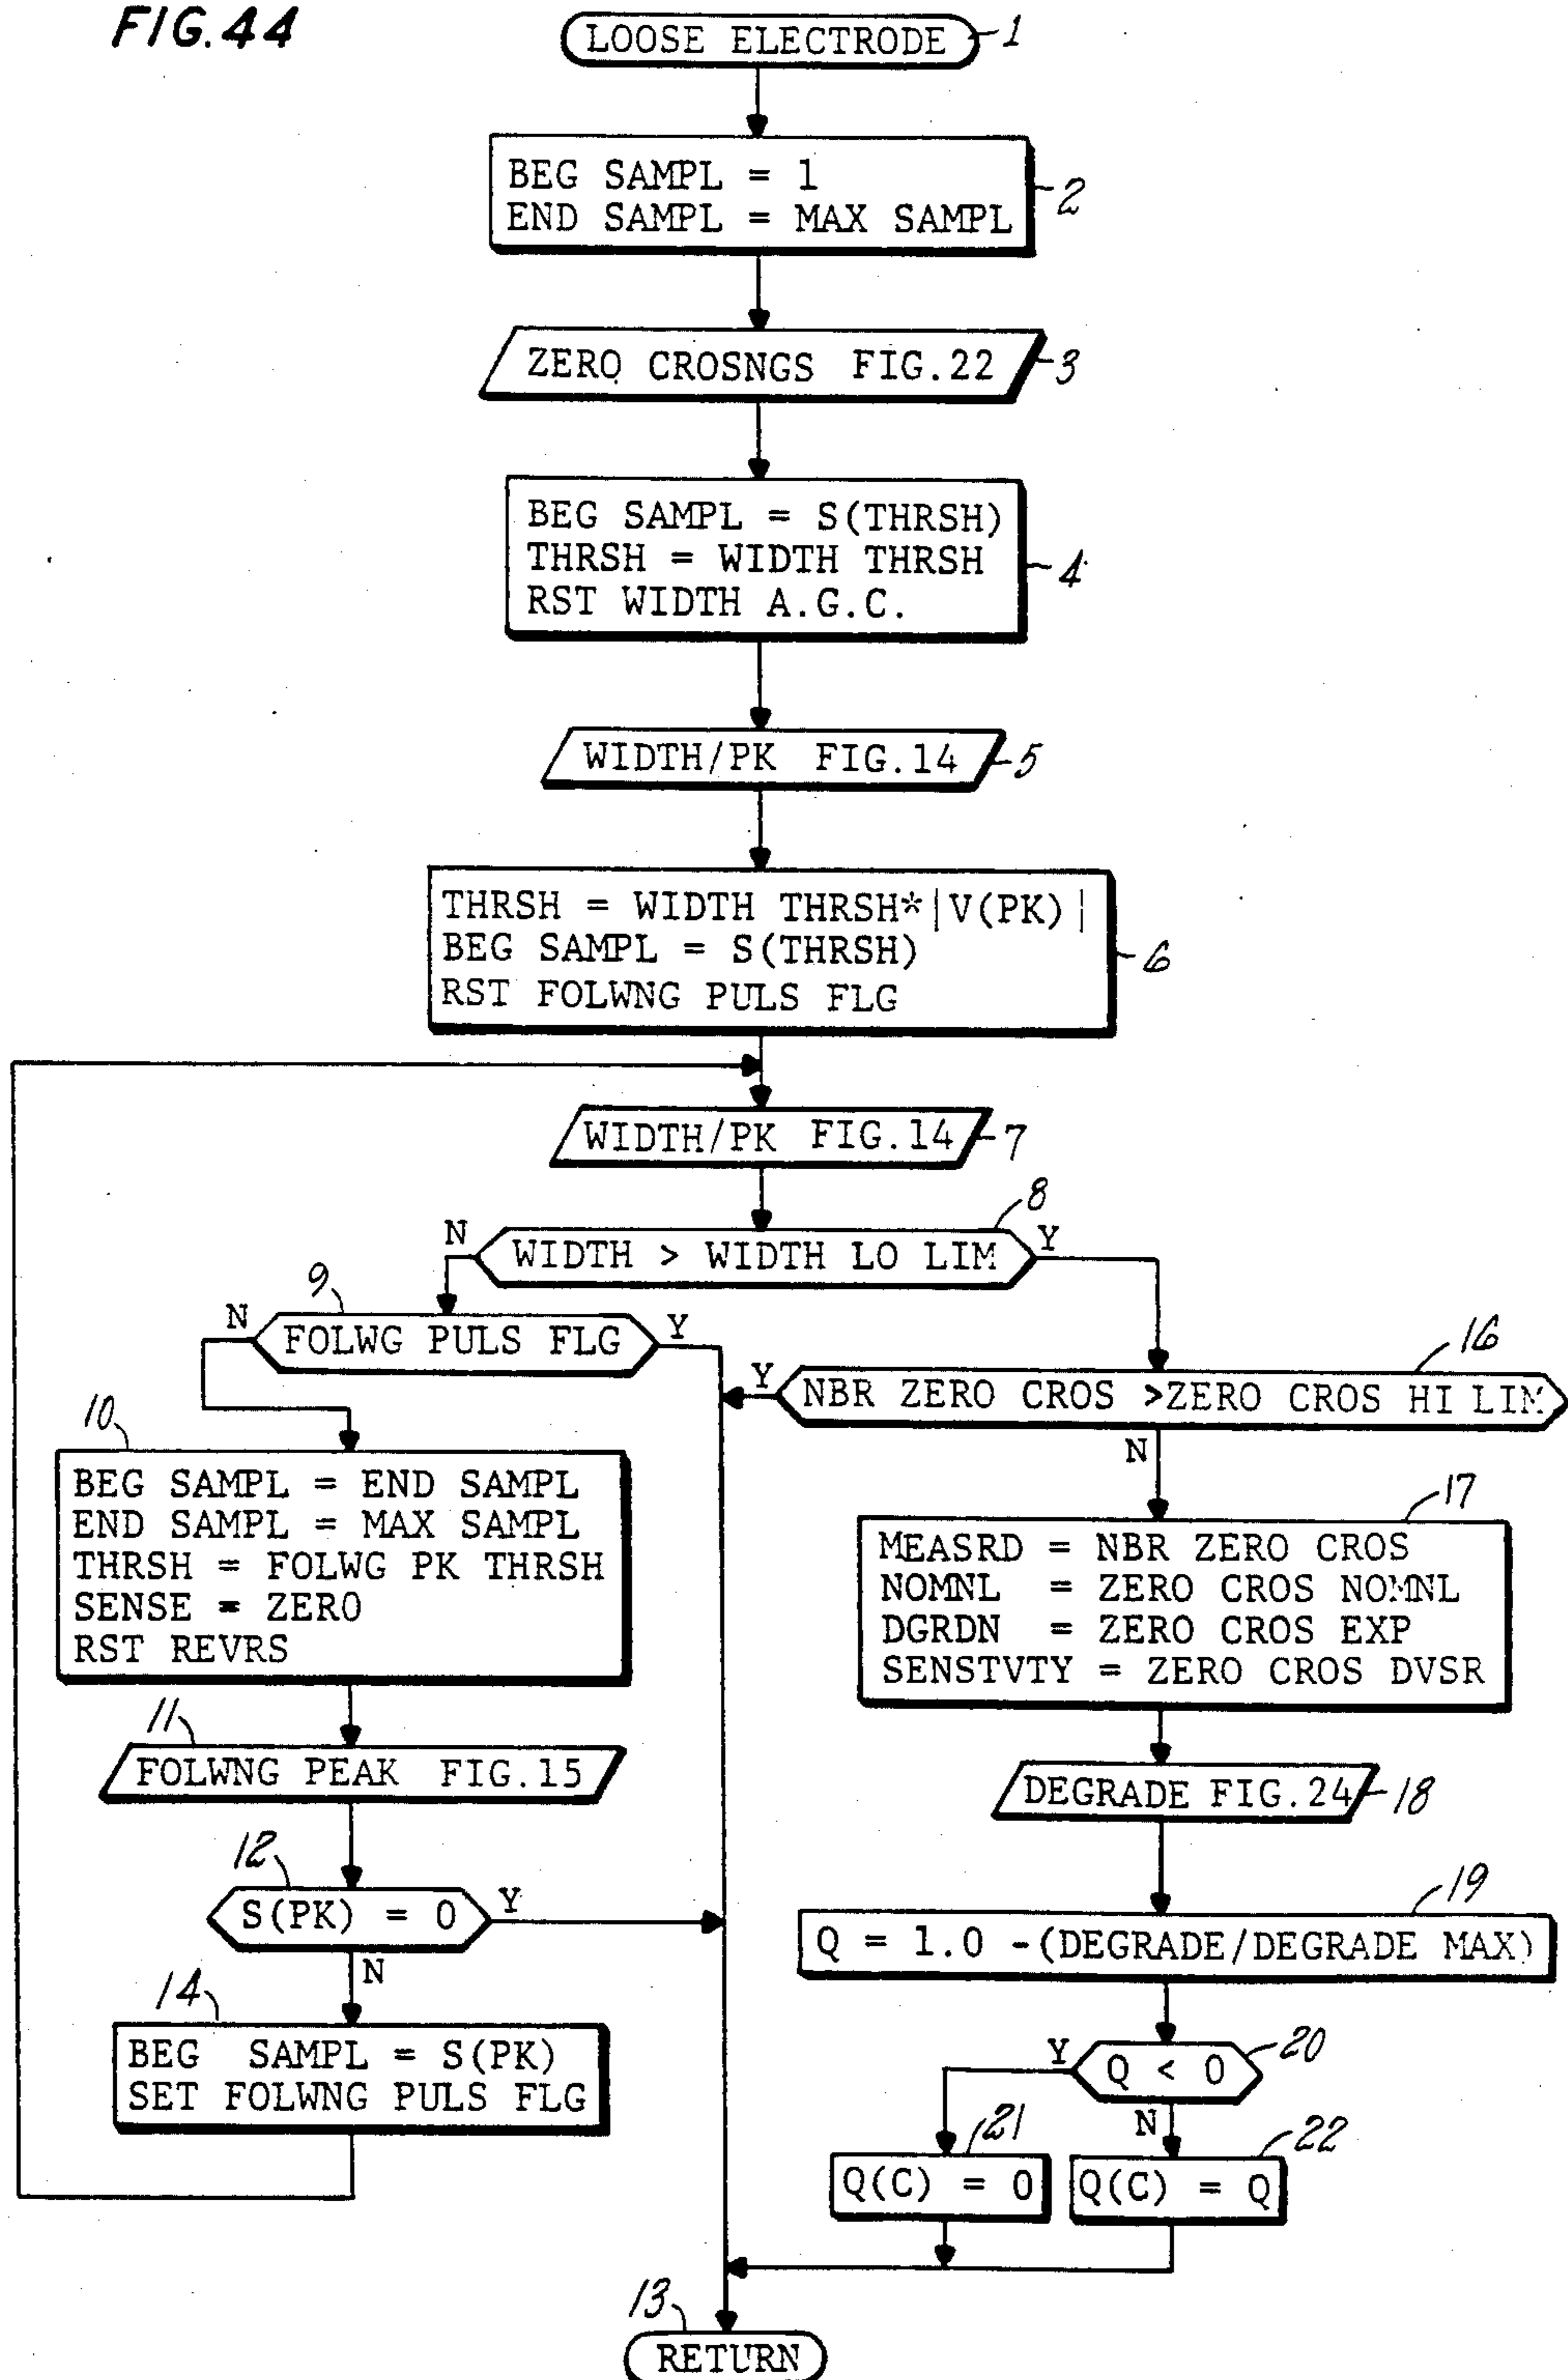 FIG.44
LOOSE ELECTRODE
1
BEG SAMPL = 1
END SAMPL = MAX SAMPL
2
ZERO CROSNGS FIG.22
3
BEG SAMPL = S(THRSH)
THRSH = WIDTH THRSH
RST WIDTH A.G.C.
4
WIDTH/PK FIG.14
5
THRSH = WIDTH THRSH*|V(PK)|
BEG SAMPL = S(THRSH)
RST FOLWNG PULS FLG
6
WIDTH/PK FIG.14
7
8
N
WIDTH > WIDTH LO LIM
Y
9
N
FOLWG PULS FLG
Y
10
BEG SAMPL = END SAMPL
END SAMPL = MAX SAMPL
THRSH = FOLWG PK THRSH
SENSE = ZERO
RST REVRS
11
FOLWNG PEAK FIG.15
12
S(PK) = 0
Y
N
14
BEG SAMPL = S(PK)
SET FOLWNG PULS FLG
16
Y
NBR ZERO CROS >ZERO CROS HI LIM
N
17
MEASRD = NBR ZERO CROS
NOMNL = ZERO CROS NOMNL
DGRDN = ZERO CROS EXP
SENSTVTY = ZERO CROS DVSR
DEGRADE FIG.24
18
19
Q = 1.0 -(DEGRADE/DEGRADE MAX)
Y
Q < 0
20
N
21
Q(C) = 0
22
Q(C) = Q
13
RETURN